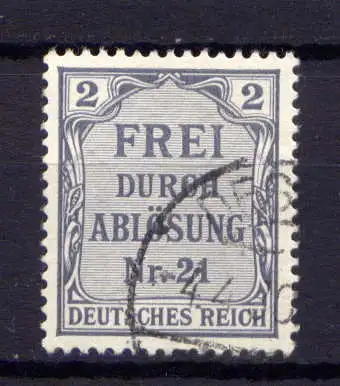 2 2
FREI
DURCH
ABLÖSUNG
Nr. 21
DEUTSCHES REICH